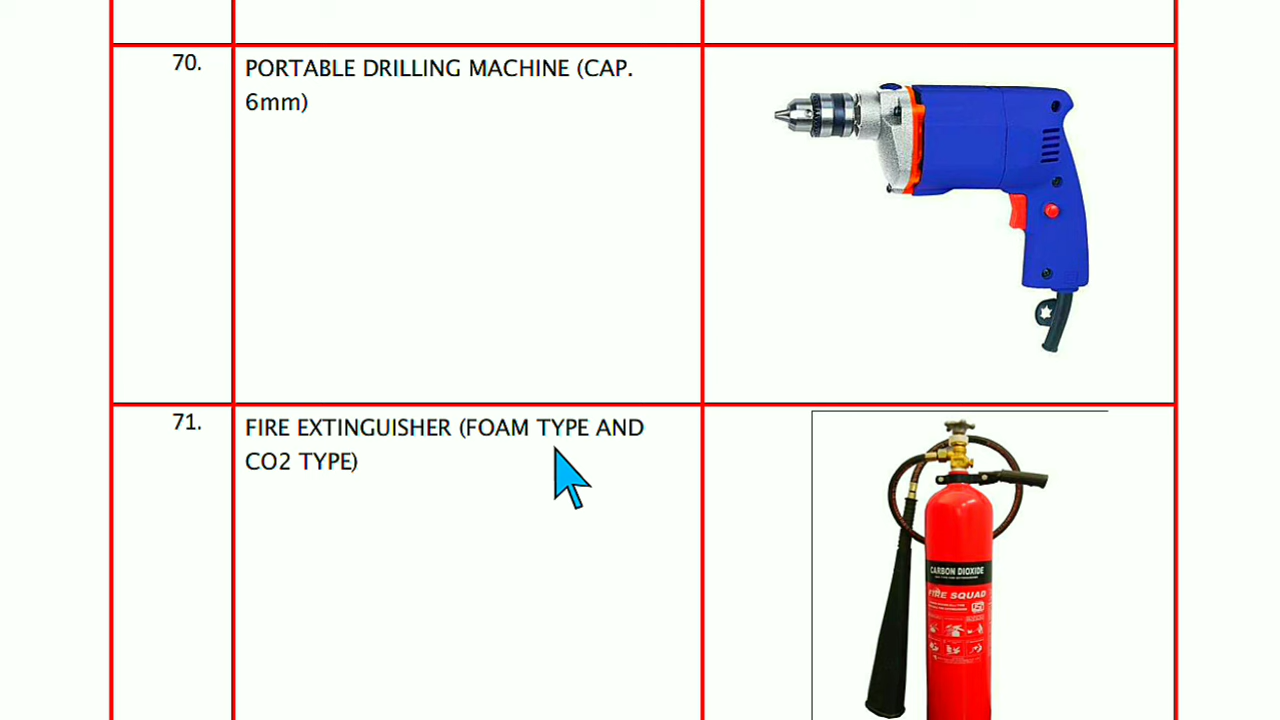 70.
PORTABLE DRILLING MACHINE (CAP.
6mm)
71.
FIRE EXTINGUISHER (FOAM TYPE AND
CO2 TYPE)
CARBON DIOXIDE
FIRE SQUAD